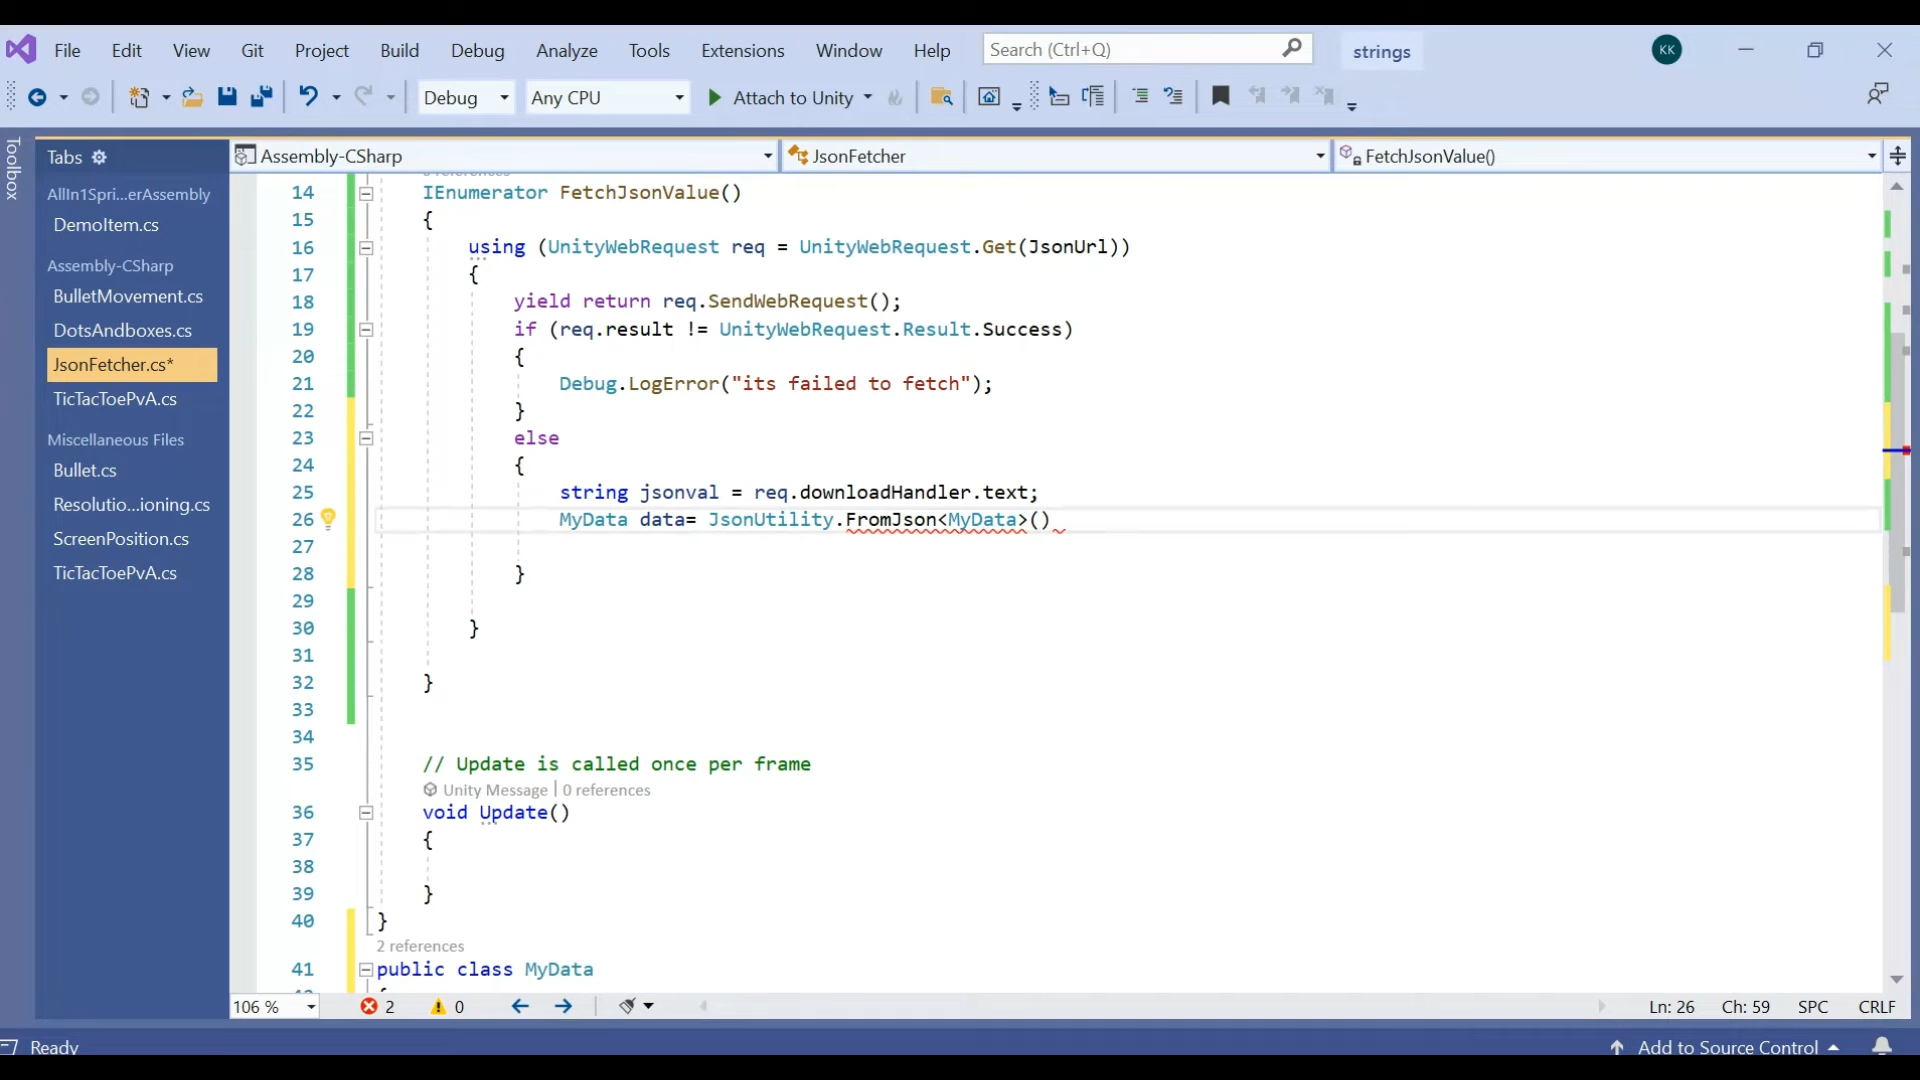 File Edit View Git Project Build Debug Analyze Tools Extensions Window Help Search (Ctrl+Q) strings KK
Debug Any CPU Attach to Unity
Toolbox
Tabs
AllIn1Spri...erAssembly
DemoItem.cs
Assembly-CSharp
BulletMovement.cs
DotsAndboxes.cs
JsonFetcher.cs*
TicTacToePvA.cs
Miscellaneous Files
Bullet.cs
Resolutio...ioning.cs
ScreenPosition.cs
TicTacToePvA.cs
Assembly-CSharp JsonFetcher FetchJsonValue()
14 IEnumerator FetchJsonValue()
15 {
16 using (UnityWebRequest req = UnityWebRequest.Get(JsonUrl))
17 {
18 yield return req.SendWebRequest();
19 if (req.result != UnityWebRequest.Result.Success)
20 {
21 Debug.LogError("its failed to fetch");
22 }
23 else
24 {
25 string jsonval = req.downloadHandler.text;
26 MyData data= JsonUtility.FromJson<MyData>()
27
28 }
29
30 }
31
32 }
33
34
35 // Update is called once per frame
Unity Message | 0 references
36 void Update()
37 {
38
39 }
40 }
2 references
41 public class MyData
106 % 2 0 Ln: 26 Ch: 59 SPC CRLF
Ready Add to Source Control